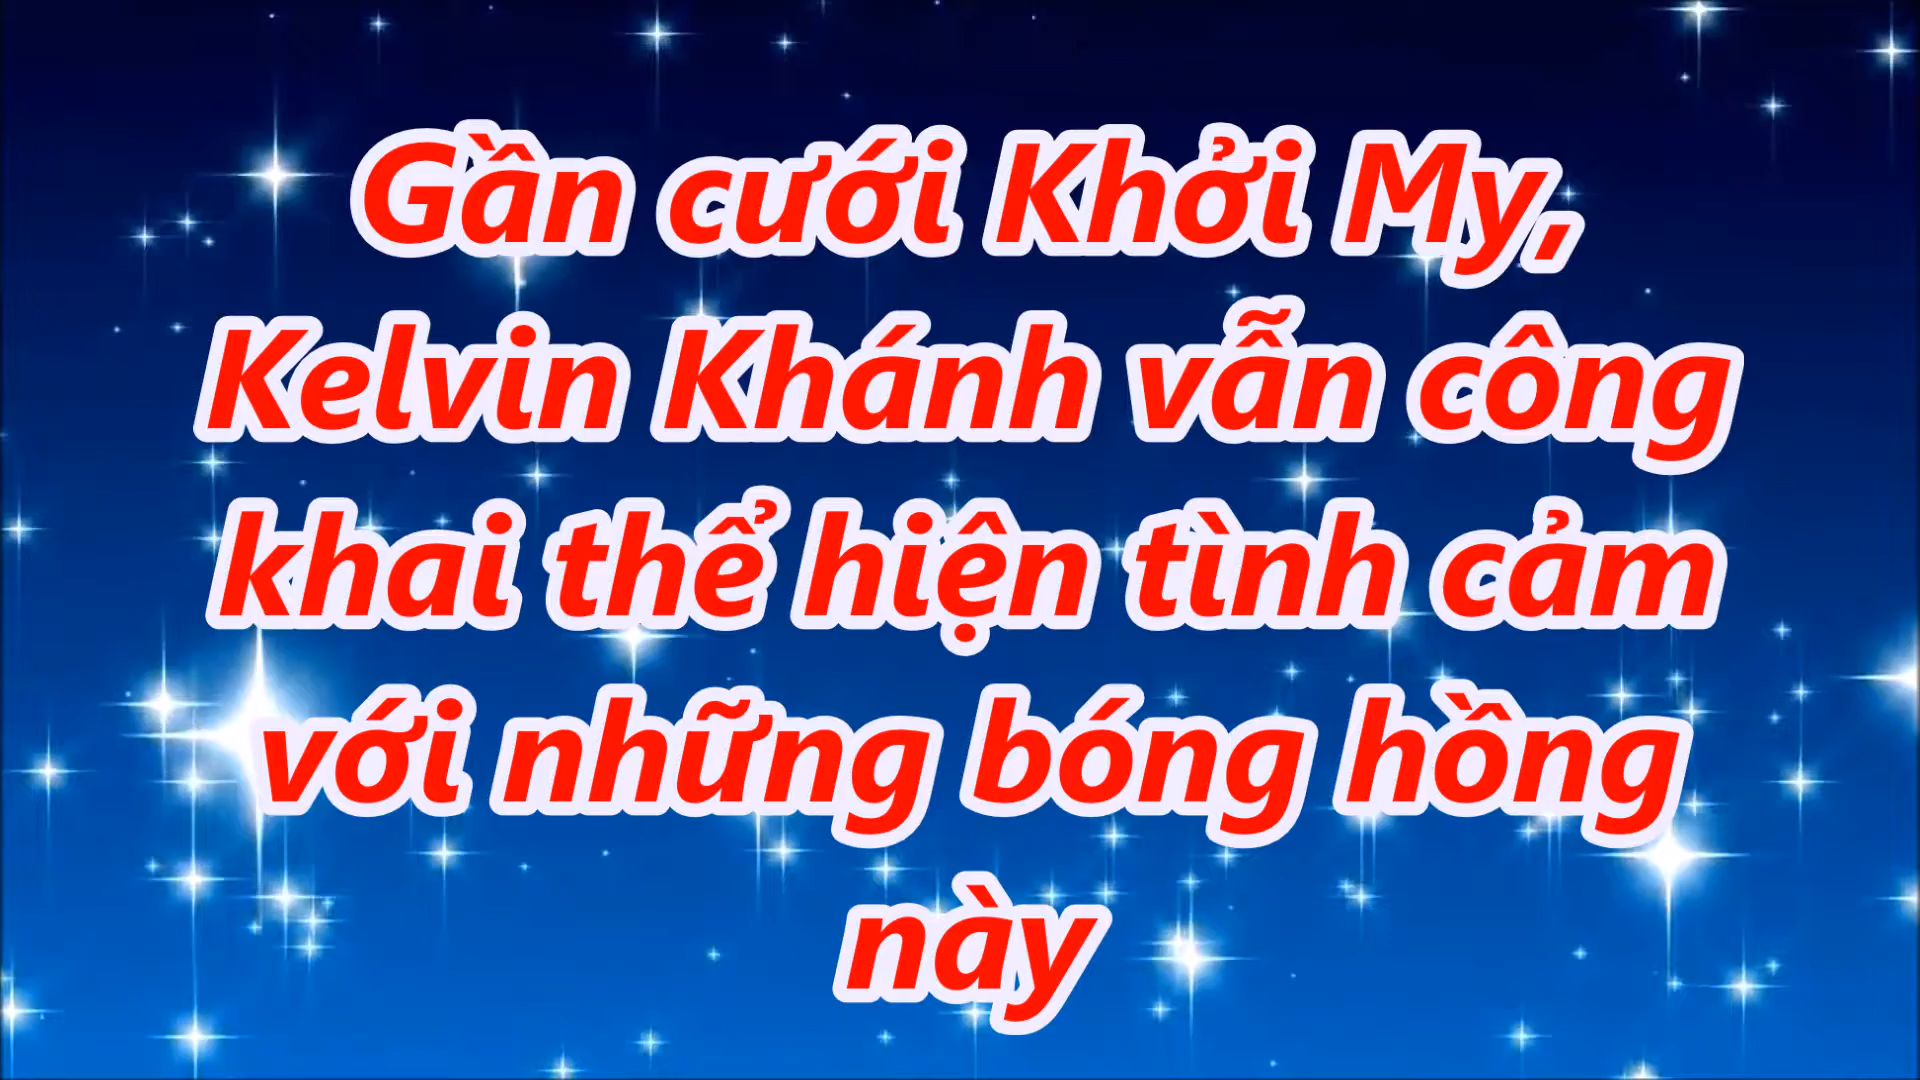 Gần cưới Khởi My,
Kelvin Khánh vẫn công
khai thể hiện tình cảm
với những bóng hồng
này